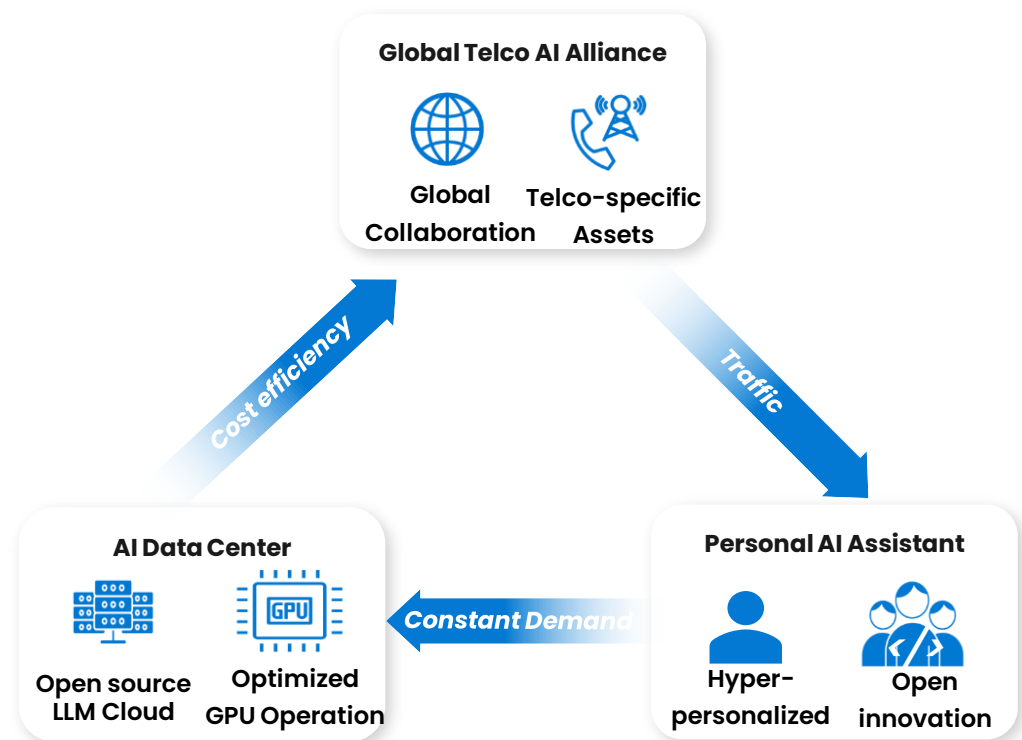 Global Telco AI Alliance
Global
Collaboration
Telco-specific
Assets
Cost efficiency
Traffic
AI Data Center
GPU
Open source
LLM Cloud
Optimized
GPU Operation
Constant Demand
Personal AI Assistant
Hyper-
personalized
Open
innovation